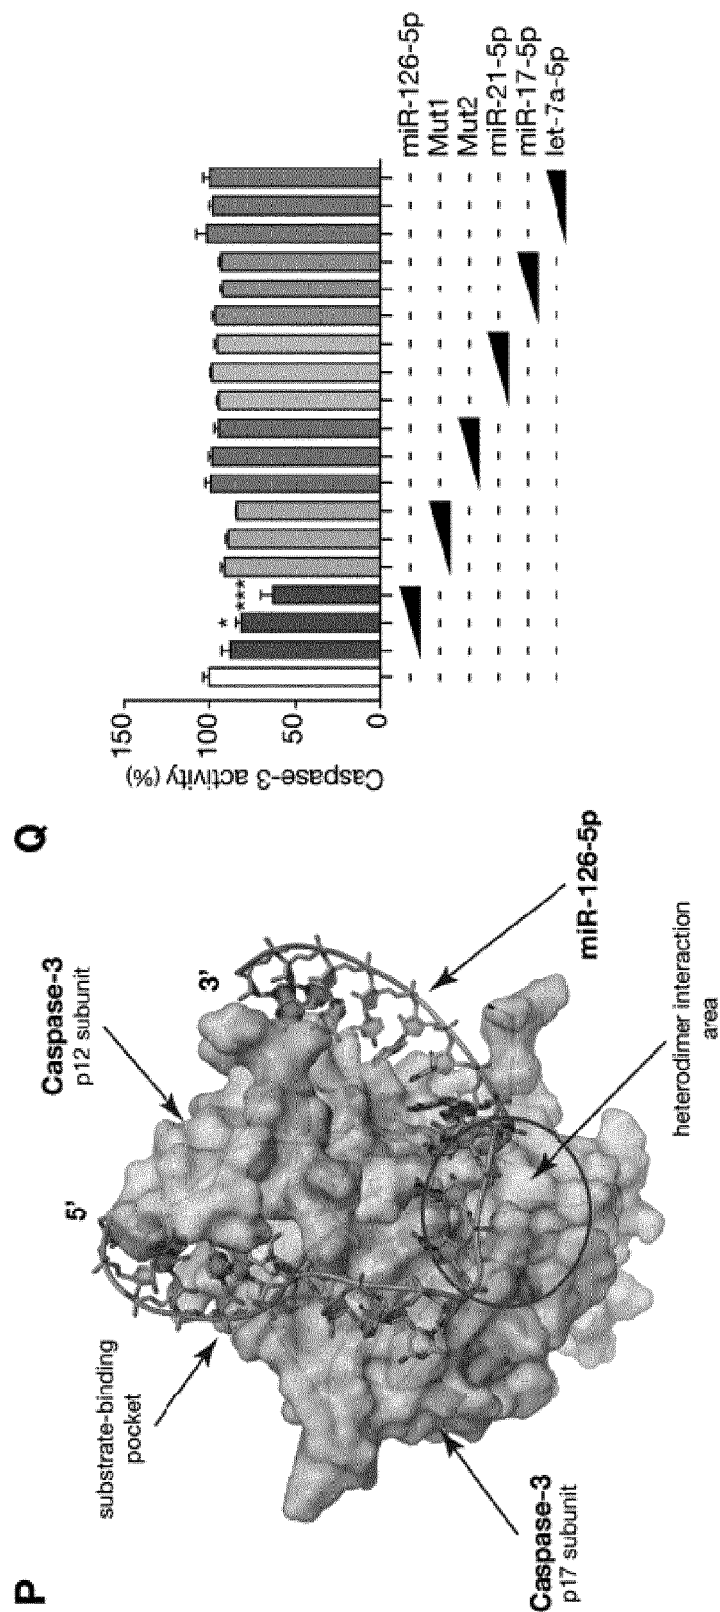 P
substrate-binding
pocket
5'
Caspase-3
p12 subunit
3'
Caspase-3
p17 subunit
heterodimer interaction
area
miR-126-5p
Q
Caspase-3 activity (%)
150
100
50
0
*
***
- - - - - - - - - - - - - - - - miR-126-5p
- - - - - - - - - - - - - - - - Mut1
- - - - - - - - - - - - - - - - Mut2
- - - - - - - - - - - - - - - - miR-21-5p
- - - - - - - - - - - - - - - - miR-17-5p
- - - - - - - - - - - - - - - - let-7a-5p